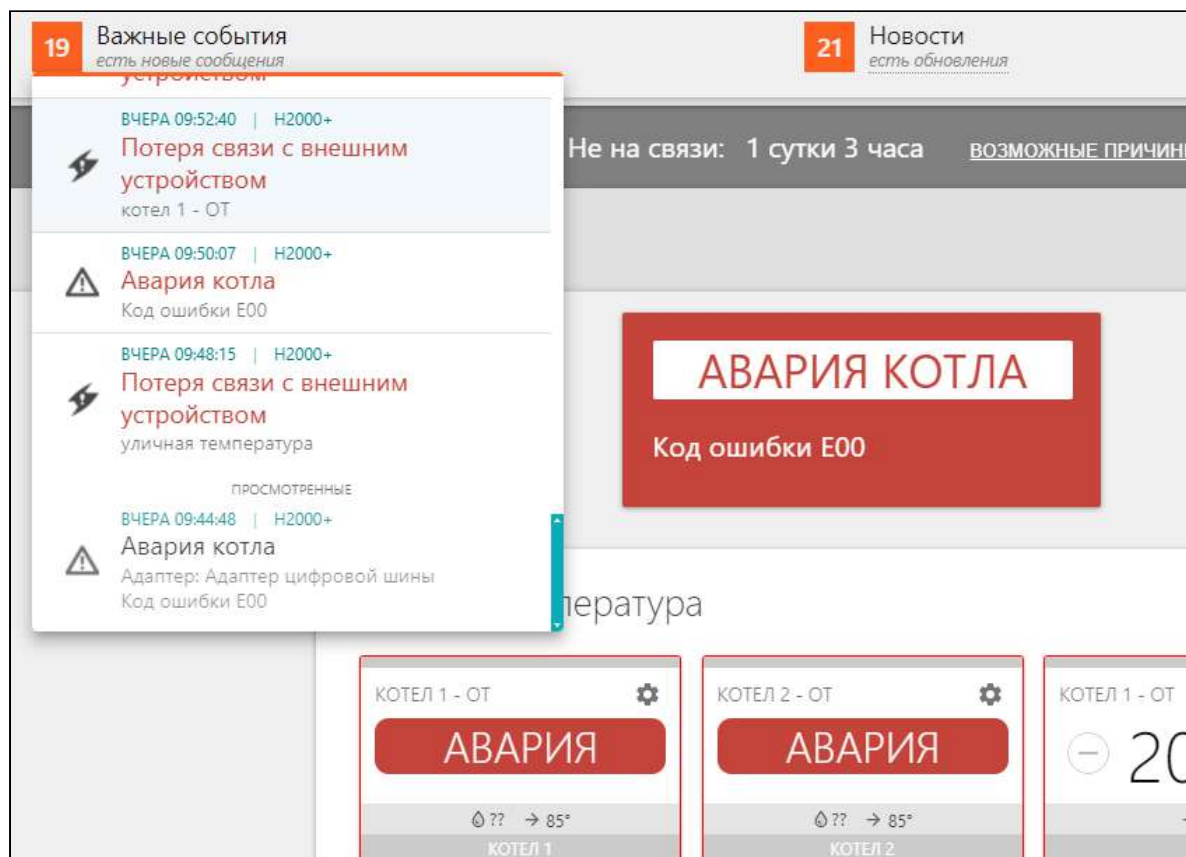 19
Важные события
есть новые сообщения
21
Новости
есть обновления
устройством
ВЧЕРА 09:52:40 | H2000+
Потеря связи с внешним
устройством
котел 1 - ОТ
Не на связи: 1 сутки 3 часа
ВЧЕРА 09:50:07 | H2000+
Авария котла
Код ошибки E00
ВЧЕРА 09:48:15 | H2000+
Потеря связи с внешним
устройством
уличная температура
ПРОСМОТРЕННЫЕ
ВЧЕРА 09:44:48 | H2000+
Авария котла
Адаптер: Адаптер цифровой шины
Код ошибки E00
ВОЗМОЖНЫЕ ПРИЧИН
АВАРИЯ КОТЛА
Код ошибки E00
пература
КОТЕЛ 1 - ОТ
АВАРИЯ
?? → 85°
КОТЕЛ 1
КОТЕЛ 2 - ОТ
АВАРИЯ
?? → 85°
КОТЕЛ 2
КОТЕЛ 1 - ОТ
− 20